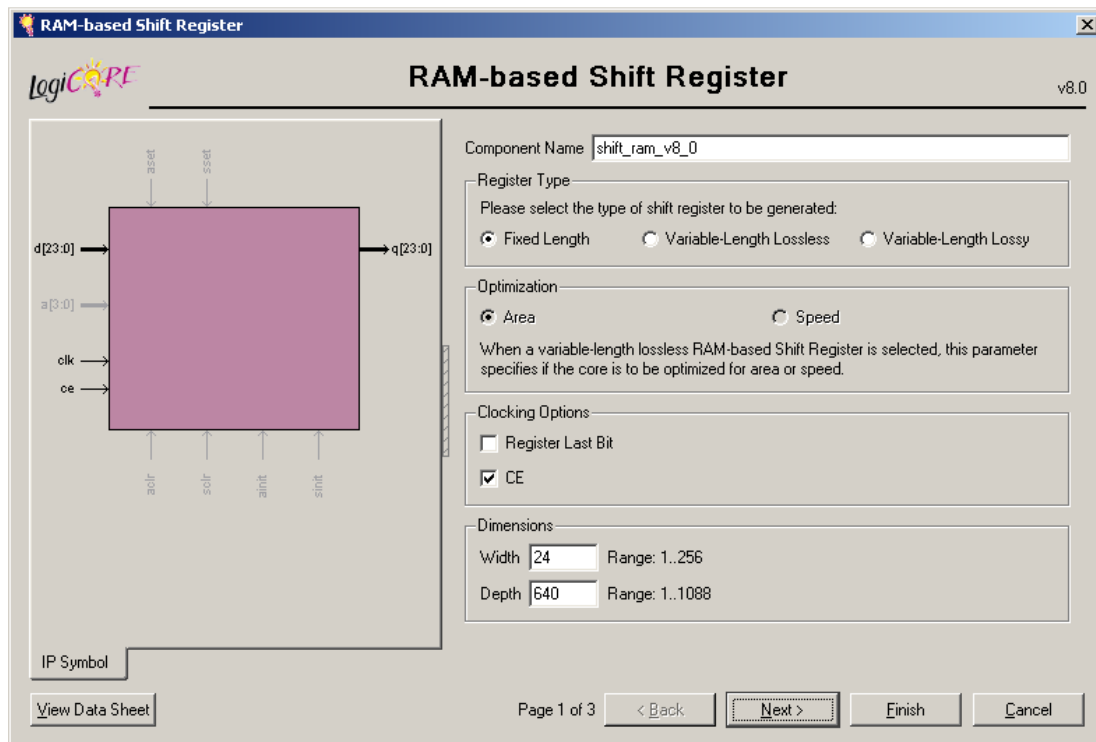 RAM-based Shift Register
LogiCORE
RAM-based Shift Register
v8.0
aset
sset
d[23:0]
q[23:0]
a[3:0]
clk
ce
aclr
sclr
ainit
sinit
IP Symbol
Component Name shift_ram_v8_0
Register Type
Please select the type of shift register to be generated:
Fixed Length Variable-Length Lossless Variable-Length Lossy
Optimization
Area Speed
When a variable-length lossless RAM-based Shift Register is selected, this parameter
specifies if the core is to be optimized for area or speed.
Clocking Options
Register Last Bit
CE
Dimensions
Width 24 Range: 1..256
Depth 640 Range: 1..1088
View Data Sheet Page 1 of 3 < Back Next > Finish Cancel